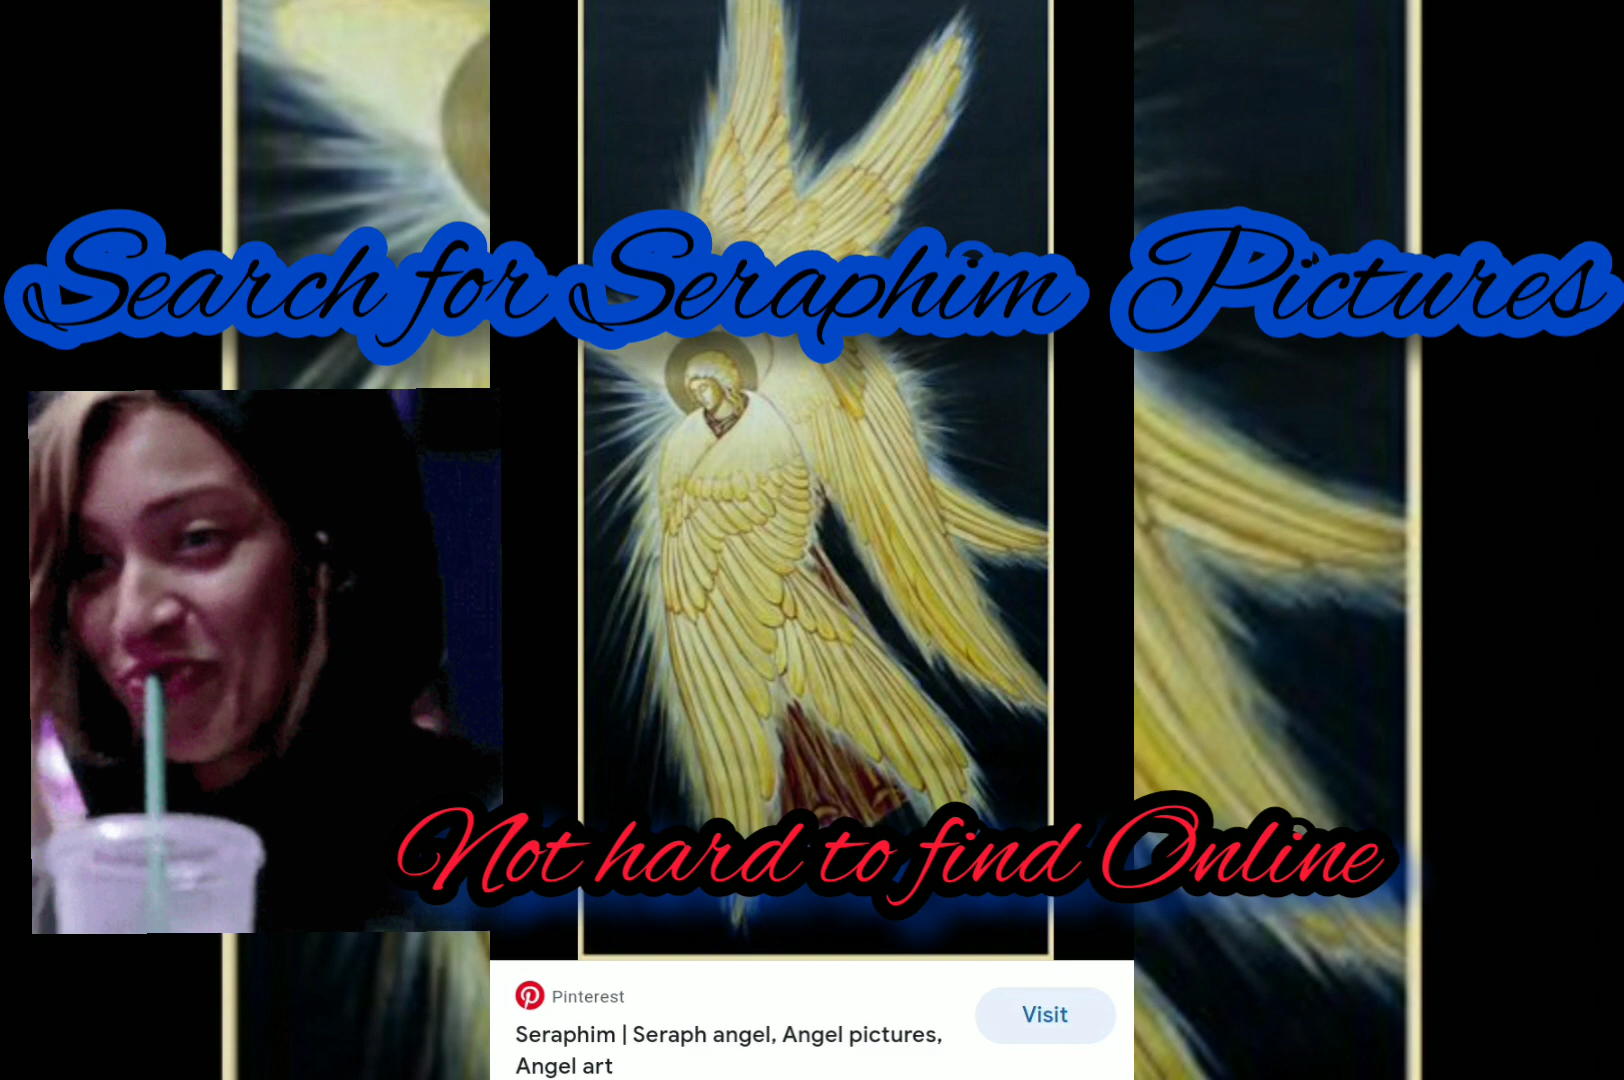 Search for Seraphim Pictures
Not hard to find Online
Pinterest
Visit
Seraphim | Seraph angel, Angel pictures,
Angel art